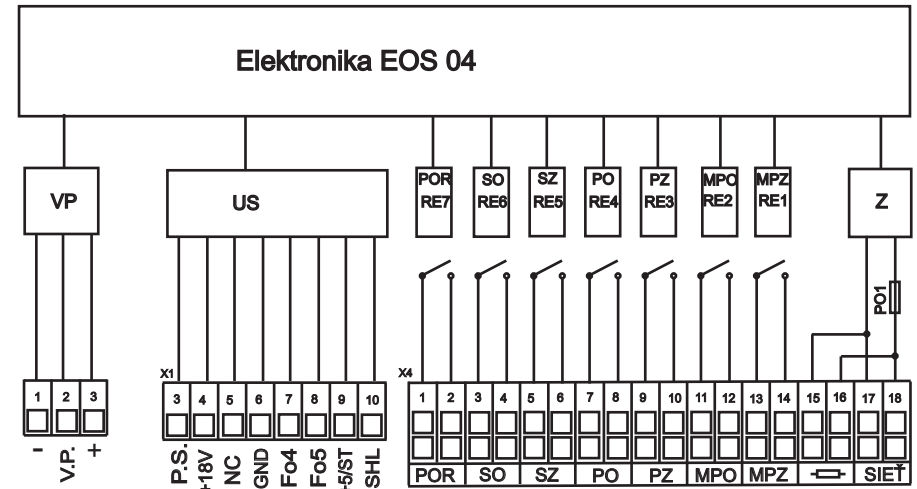 Elektronika EOS 04
VP
US
POR RE7
SO RE6
SZ RE5
PO RE4
PZ RE3
MPO RE2
MPZ RE1
Z
PO1
X1
X4
1 2 3
3 4 5 6 7 8 9 10
1 2 3 4 5 6 7 8 9 10 11 12 13 14 15 16 17 18
- V.P. +
P.S. +18V NC GND Fo4 Fo5 +5/ST SHL
POR SO SZ PO PZ MPO MPZ SIEŤ